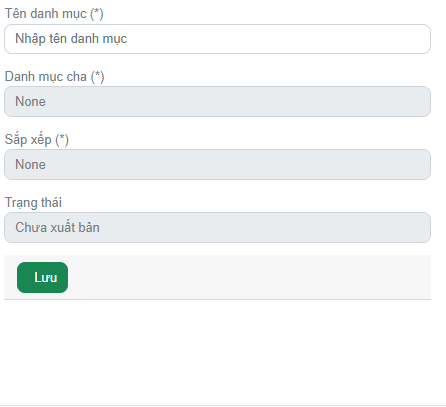 Tên danh mục (*)
Nhập tên danh mục
Danh mục cha (*)
None
Sắp xếp (*)
None
Trạng thái
Chưa xuất bản
Lưu